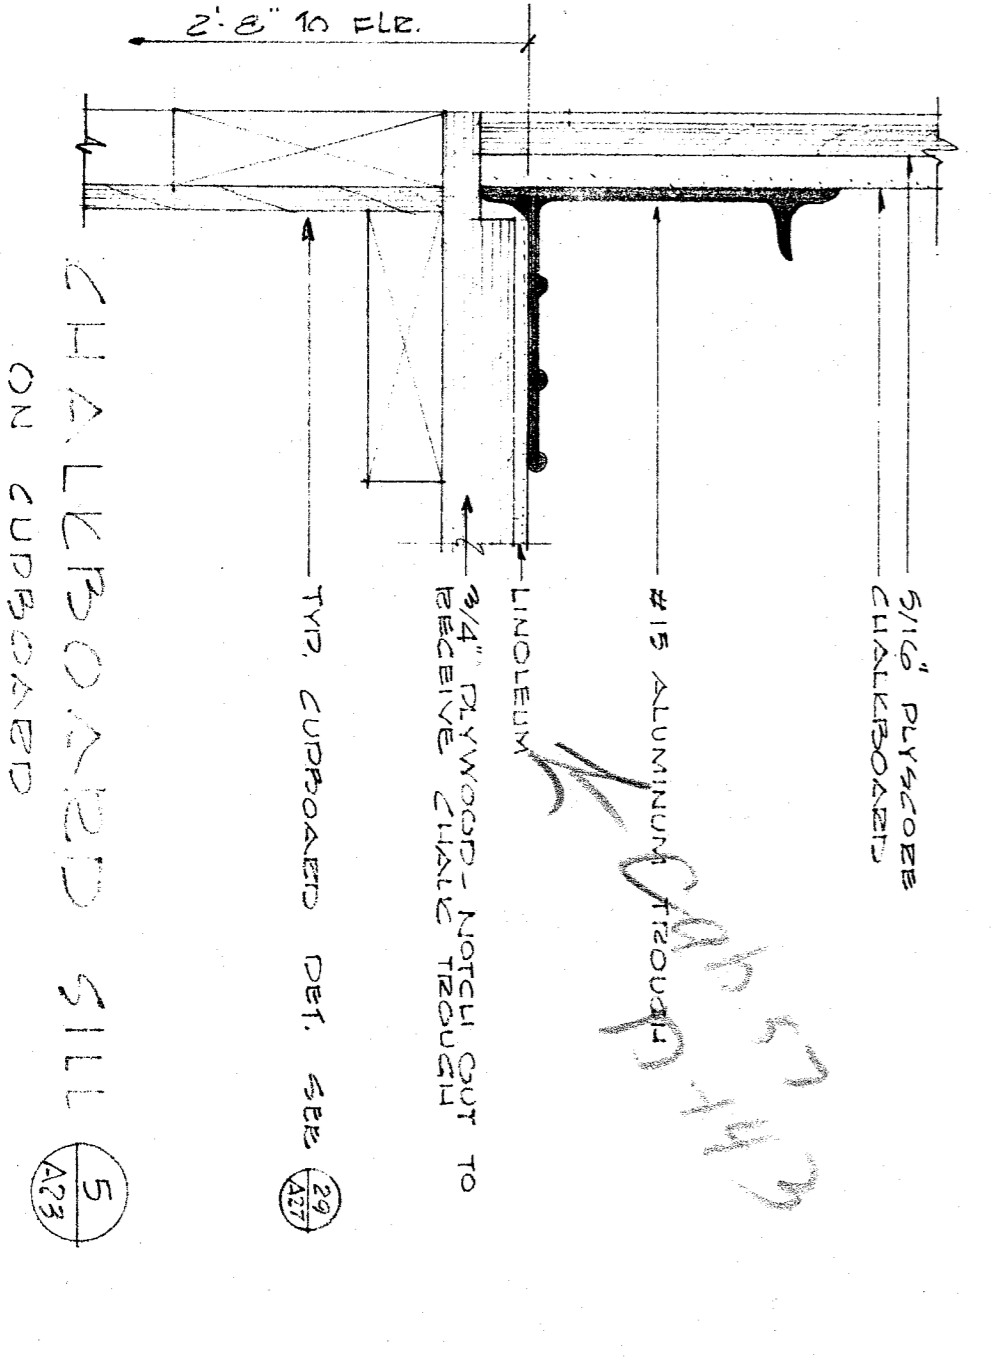 2'-8" TO FLR.
5/16" PLYSCORE
CHALKBOARD
#15 ALUMINUM TROUGH
LINOLEUM
3/4" PLYWOOD - NOTCH OUT TO
RECEIVE CHALK TROUGH
TYP. CUPBOARD DET. SEE 29
A27
CHALKBOARD SILL
ON CUPBOARD
5
A23